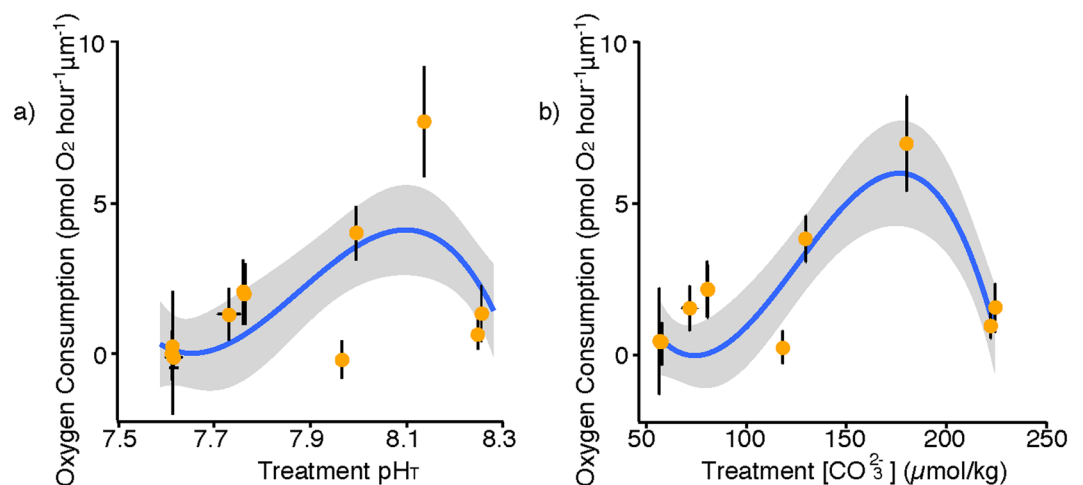 a)
Oxygen Consumption (pmol O₂ hour⁻¹µm⁻¹)
10
5
0
7.5 7.7 7.9 8.1 8.3
Treatment pH_T
b)
Oxygen Consumption (pmol O₂ hour⁻¹µm⁻¹)
10
5
0
50 100 150 200 250
Treatment [CO₃²⁻] (µmol/kg)